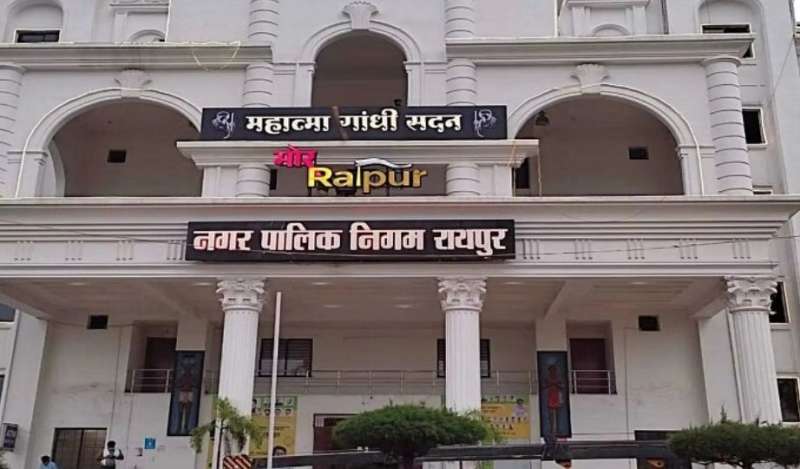 महात्मा गांधी सदन
मोर
Raipur
नगर पालिक निगम रायपुर